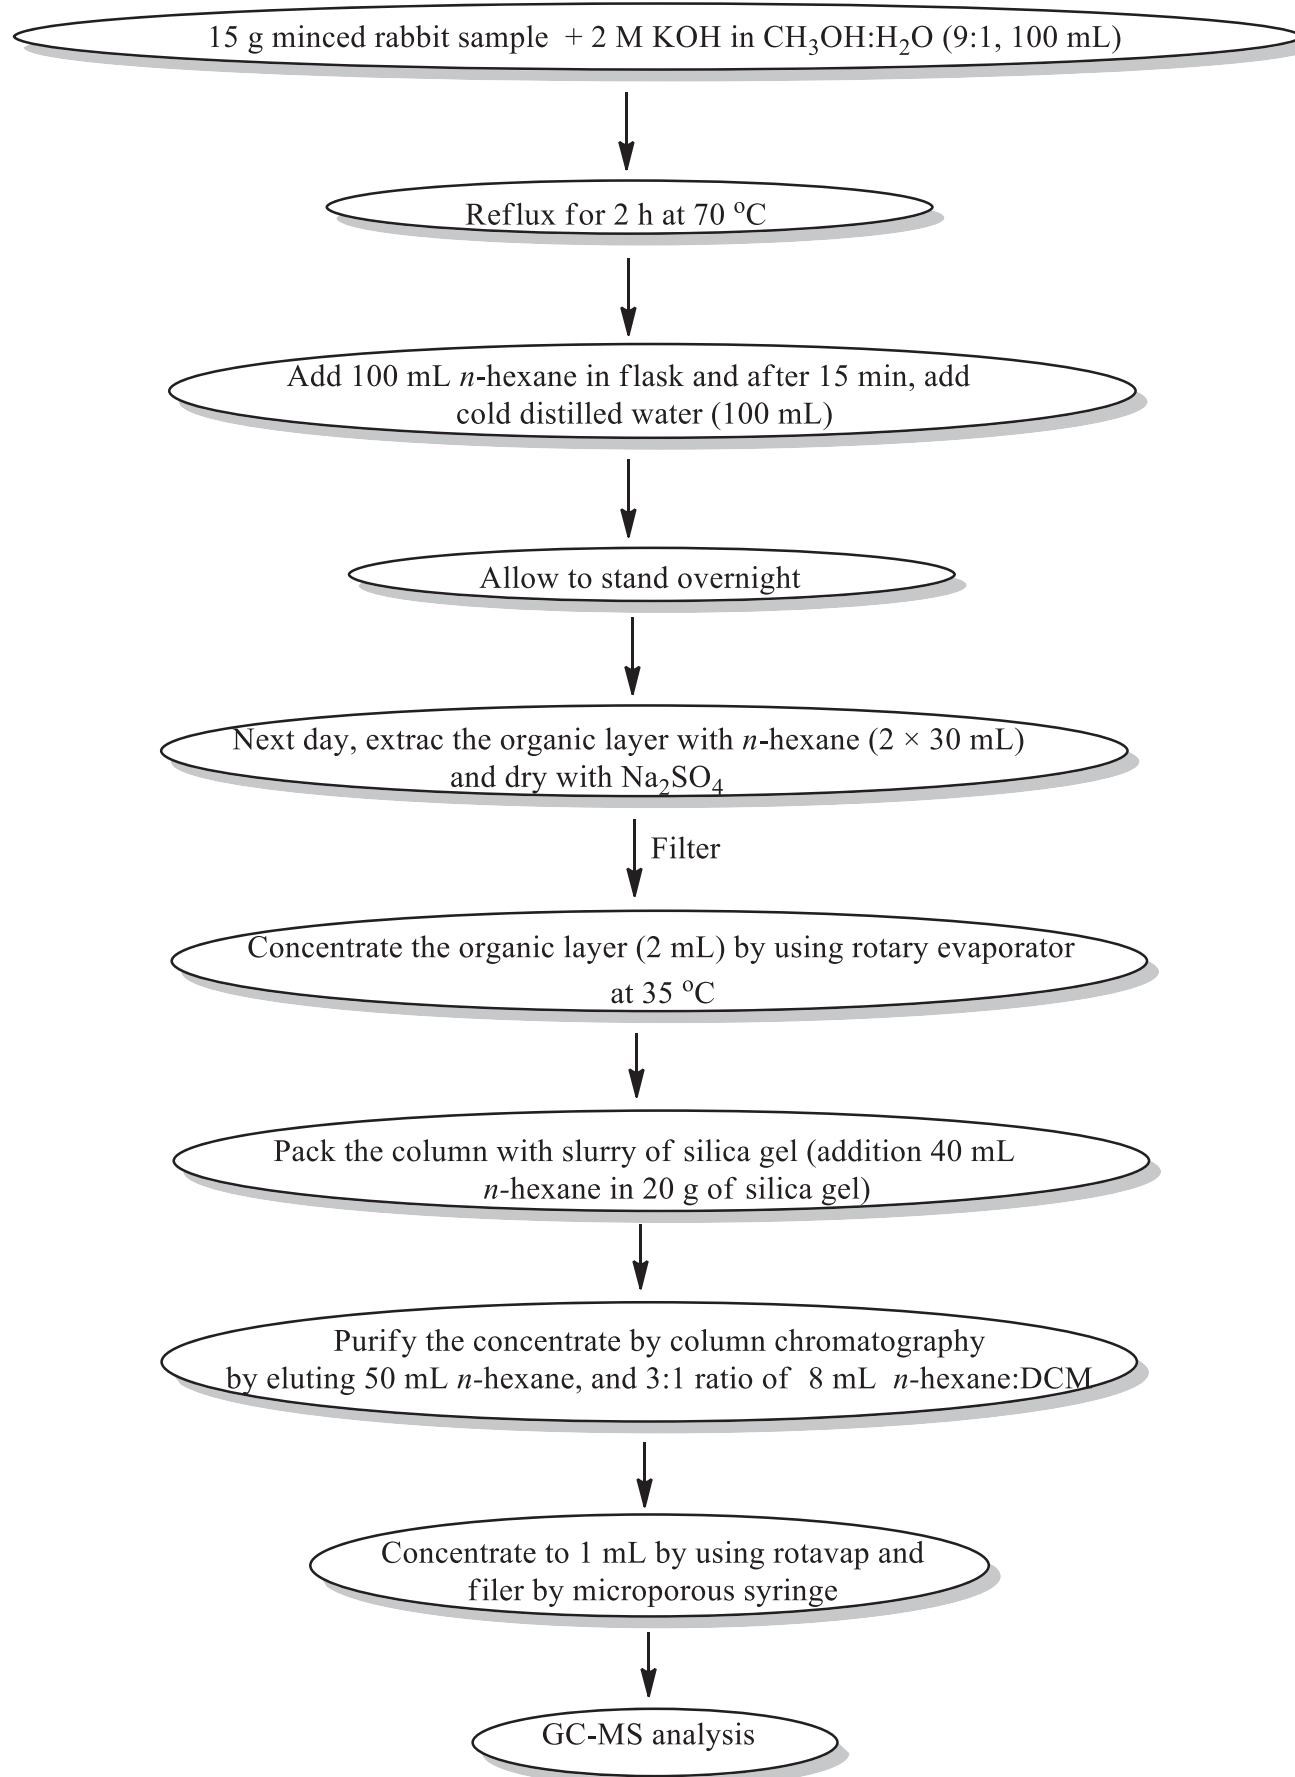 15 g minced rabbit sample + 2 M KOH in CH₃OH:H₂O (9:1, 100 mL)
Reflux for 2 h at 70 °C
Add 100 mL n-hexane in flask and after 15 min, add
cold distilled water (100 mL)
Allow to stand overnight
Next day, extrac the organic layer with n-hexane (2 × 30 mL)
and dry with Na₂SO₄
Filter
Concentrate the organic layer (2 mL) by using rotary evaporator
at 35 °C
Pack the column with slurry of silica gel (addition 40 mL
n-hexane in 20 g of silica gel)
Purify the concentrate by column chromatography
by eluting 50 mL n-hexane, and 3:1 ratio of 8 mL n-hexane:DCM
Concentrate to 1 mL by using rotavap and
filer by microporous syringe
GC-MS analysis